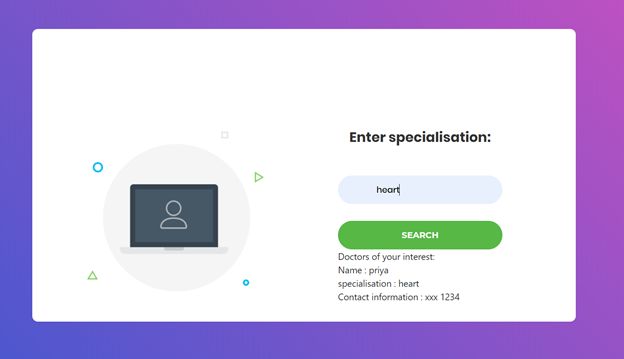 Enter specialisation:
heart
SEARCH
Doctors of your interest:
Name : priya
specialisation : heart
Contact information : xxx 1234